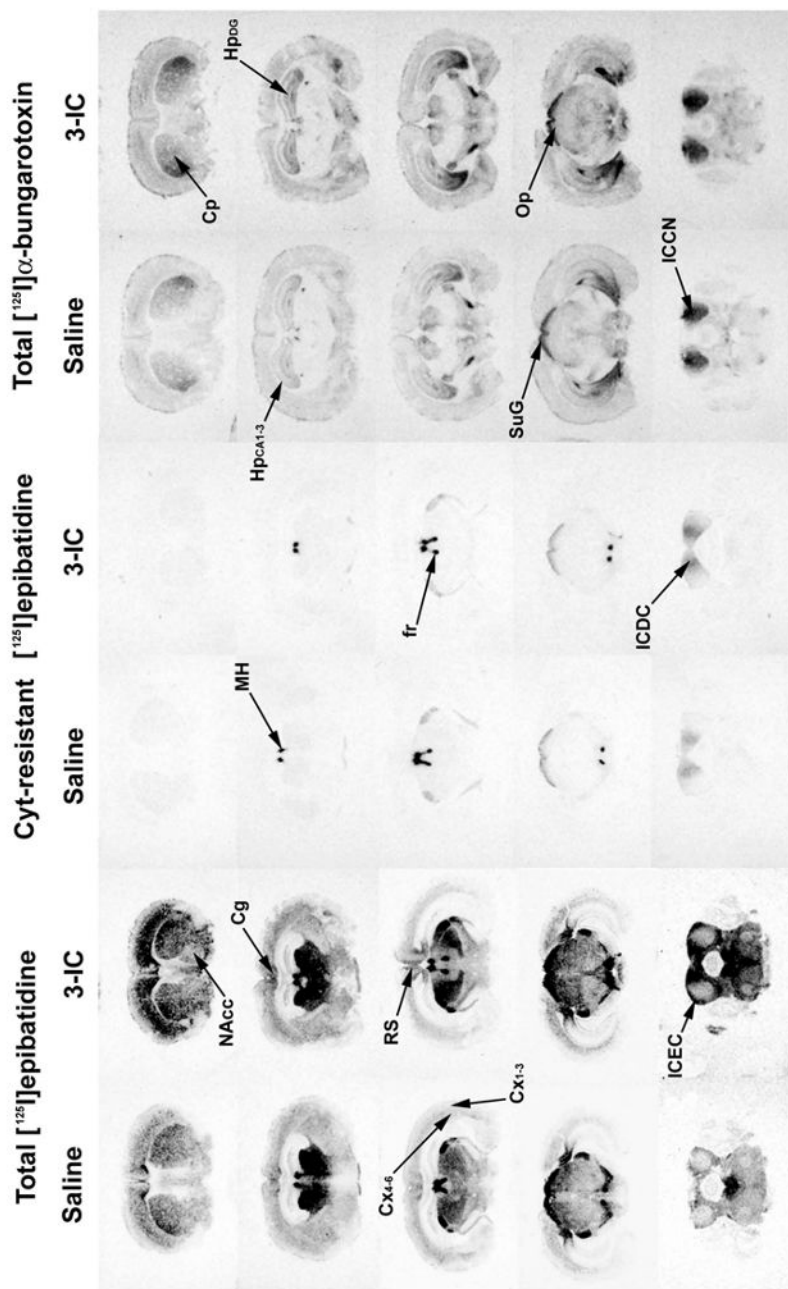 Total [¹²⁵I]epibatidine
Cyt-resistant [¹²⁵I]epibatidine
Total [¹²⁵I]α-bungarotoxin
Saline
3-IC
Saline
3-IC
Saline
3-IC
NAcc
Cp
Cg
MH
HpCA1-3
HpDG
Cx4-6
Cx1-3
RS
fr
SuG
Op
ICEC
ICDC
ICCN